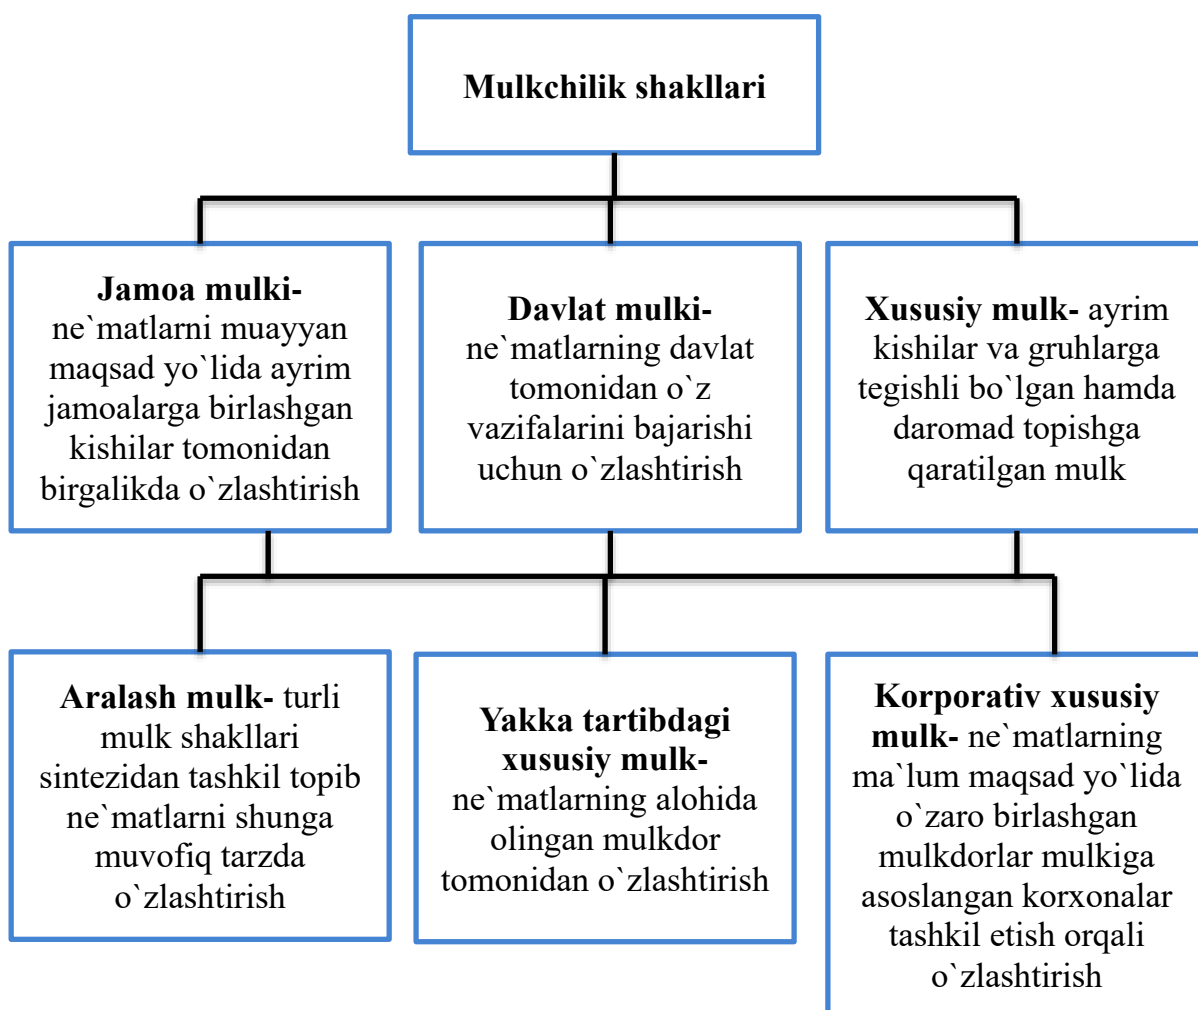 Mulkchilik shakllari
Jamoa mulki-
ne`matlarni muayyan
maqsad yo`lida ayrim
jamoalarga birlashgan
kishilar tomonidan
birgalikda o`zlashtirish
Davlat mulki-
ne`matlarning davlat
tomonidan o`z
vazifalarini bajarishi
uchun o`zlashtirish
Xususiy mulk- ayrim
kishilar va gruhlarga
tegishli bo`lgan hamda
daromad topishga
qaratilgan mulk
Aralash mulk- turli
mulk shakllari
sintezidan tashkil topib
ne`matlarni shunga
muvofiq tarzda
o`zlashtirish
Yakka tartibdagi
xususiy mulk-
ne`matlarning alohida
olingan mulkdor
tomonidan o`zlashtirish
Korporativ xususiy
mulk- ne`matlarning
ma`lum maqsad yo`lida
o`zaro birlashgan
mulkdorlar mulkiga
asoslangan korxonalar
tashkil etish orqali
o`zlashtirish